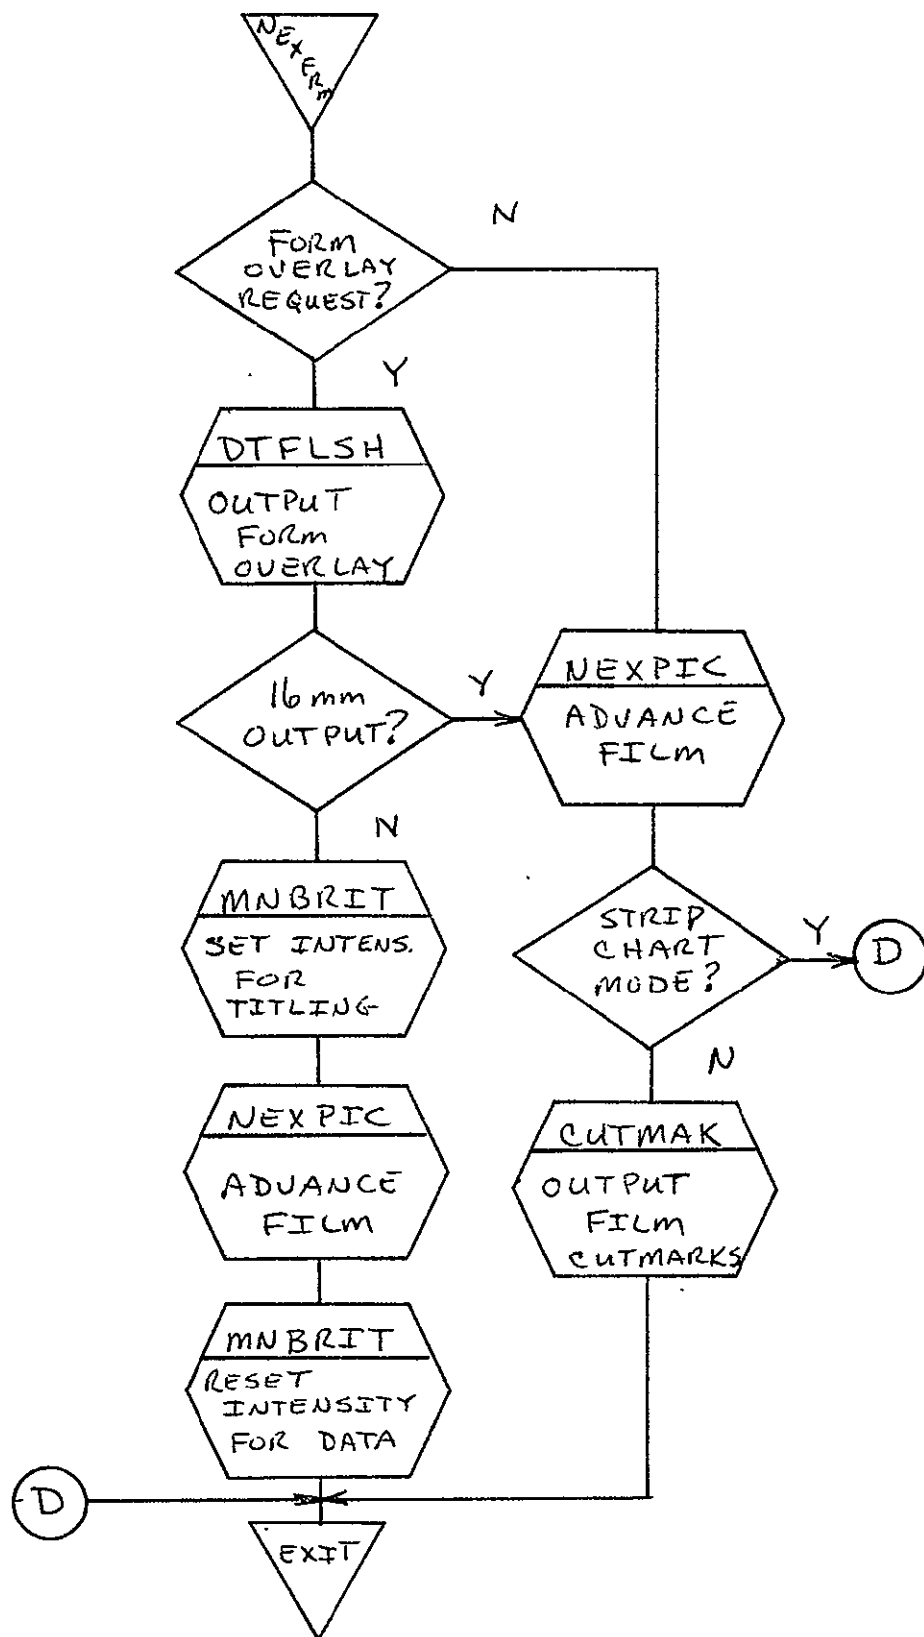 NEXFRM
FORM
OVERLAY
REQUEST?
N
Y
DTFLSH
OUTPUT
FORM
OVERLAY
16mm
OUTPUT?
Y
N
NEXPIC
ADVANCE
FILM
MNBRIT
SET INTENS.
FOR
TITLING
STRIP
CHART
MODE?
Y
D
N
NEXPIC
ADVANCE
FILM
CUTMAK
OUTPUT
FILM
CUTMARKS
MNBRIT
RESET
INTENSITY
FOR DATA
D
EXIT